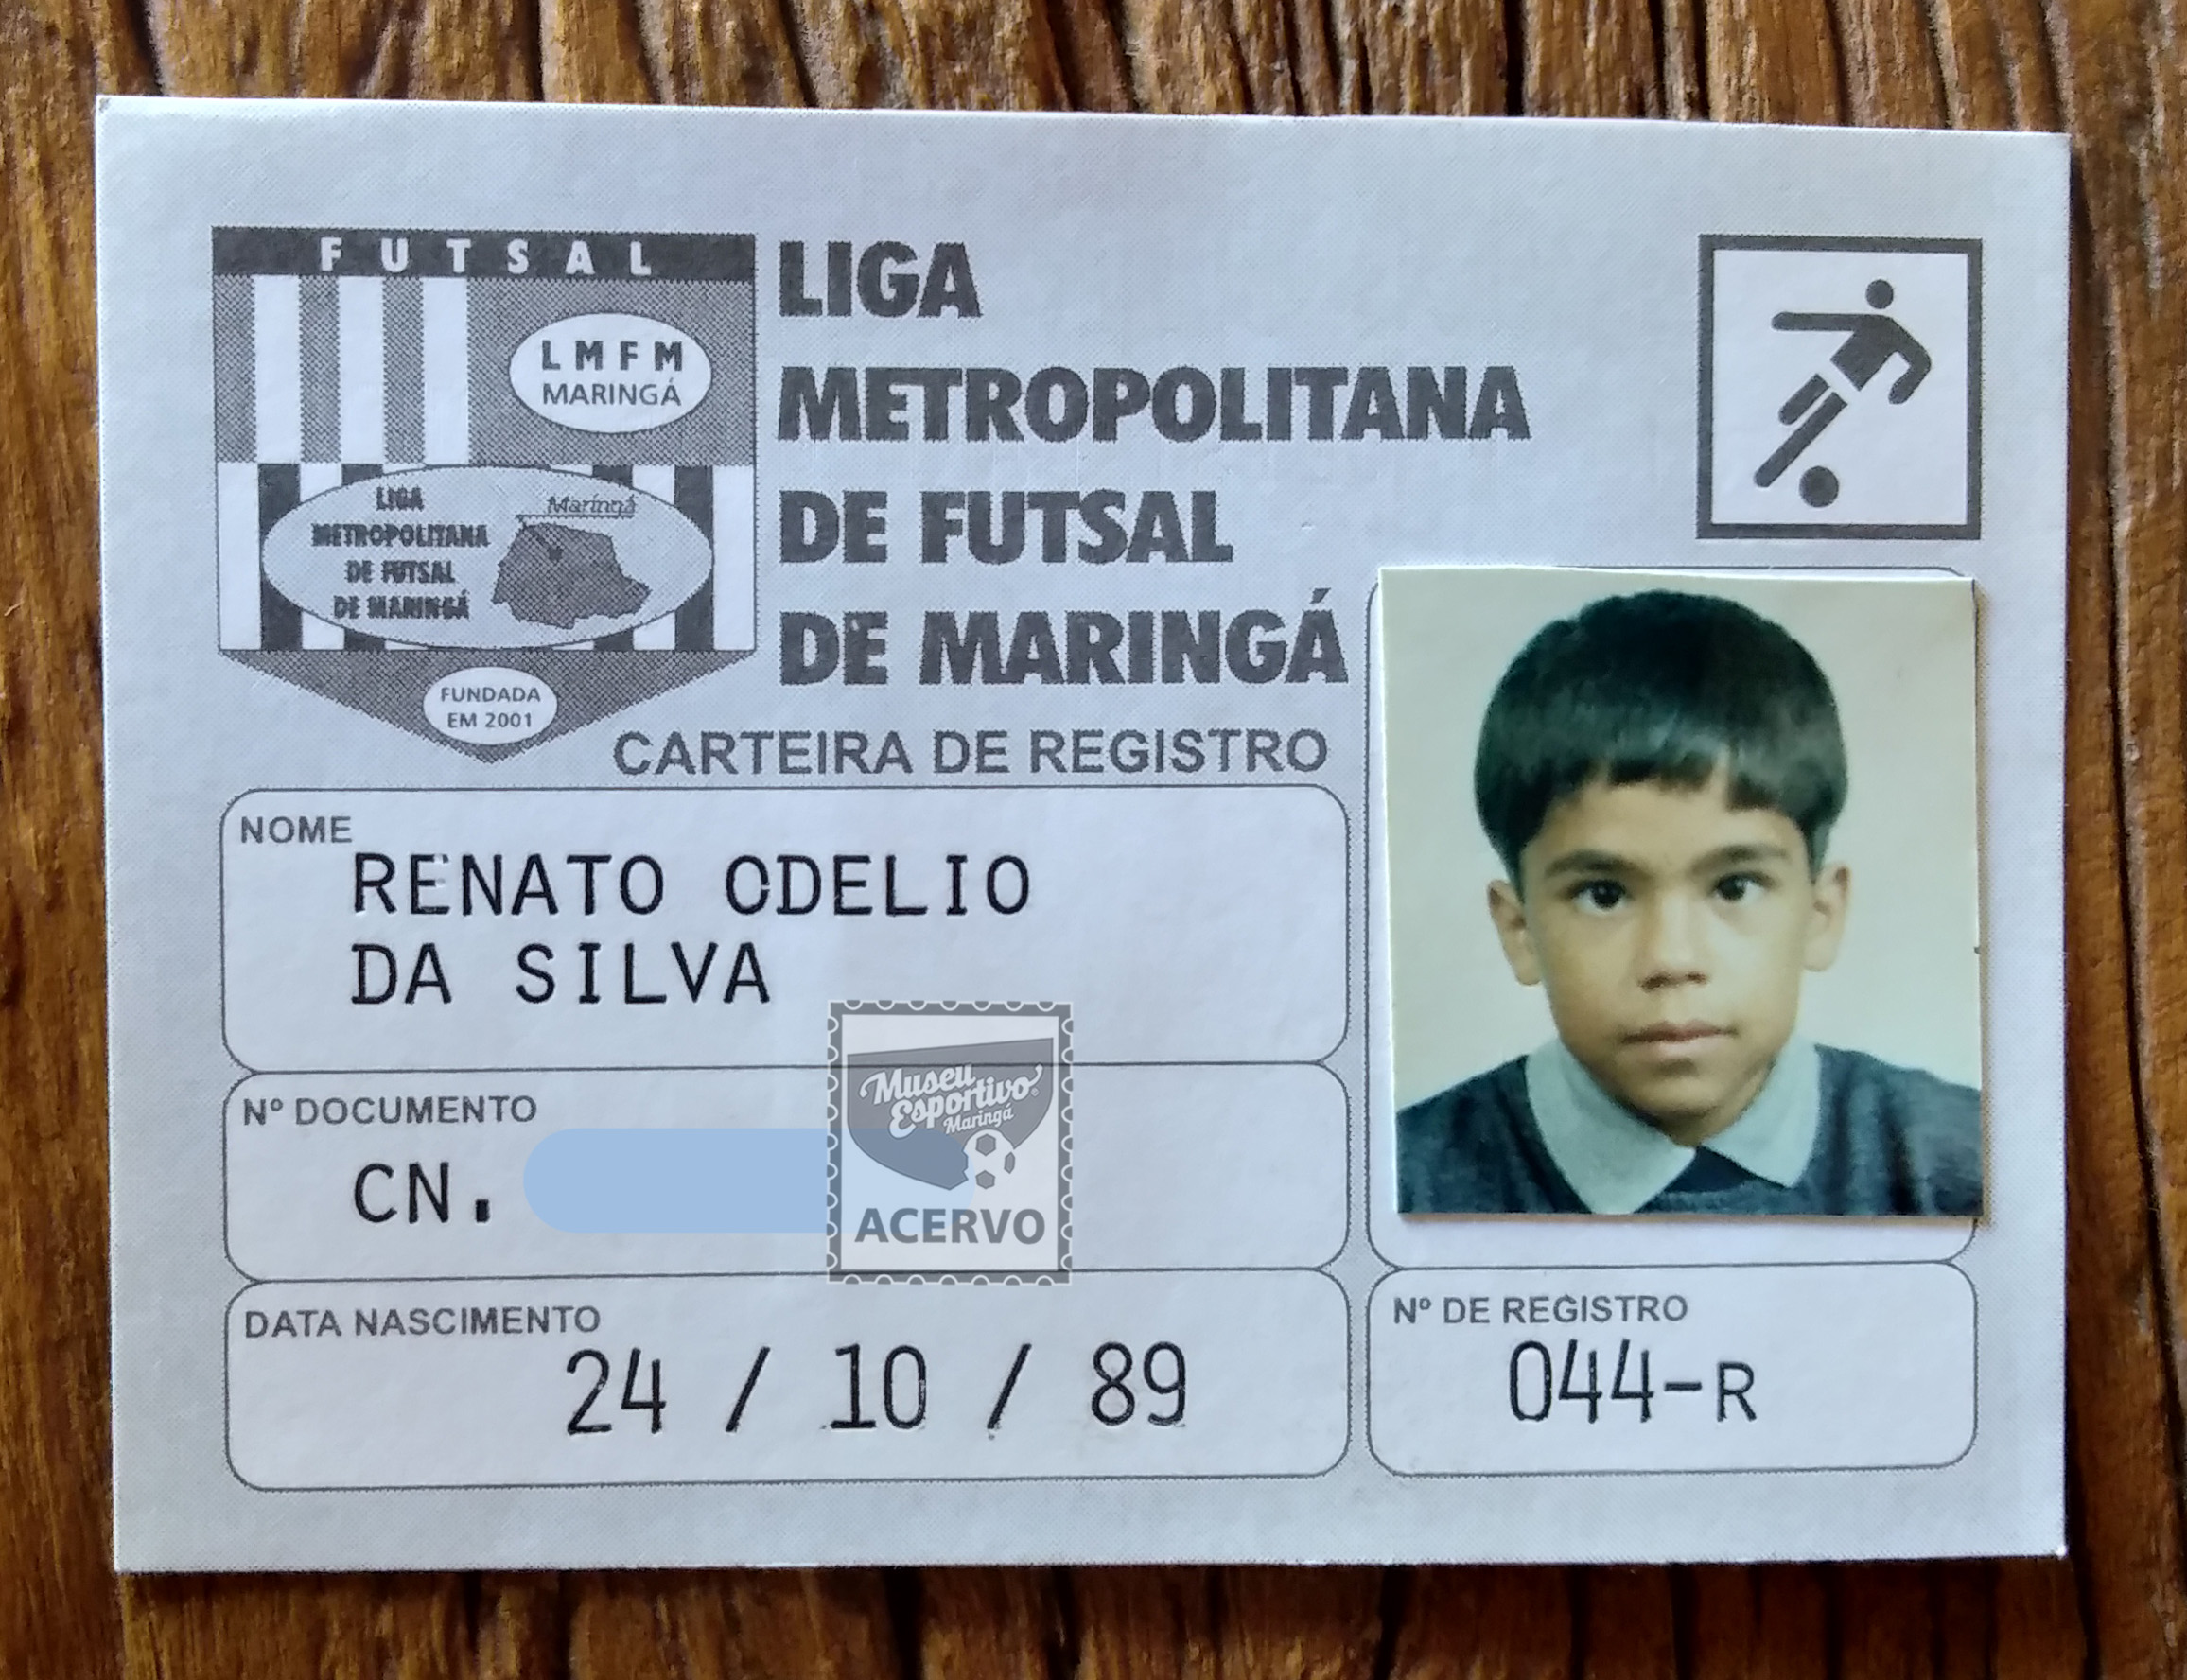 FUTSAL
LMFM
MARINGÁ
LIGA
METROPOLITANA
DE FUTSAL
DE MARINGÁ
Maringá
FUNDADA
EM 2001
LIGA
METROPOLITANA
DE FUTSAL
DE MARINGÁ
CARTEIRA DE REGISTRO
NOME
RENATO ODELIO
DA SILVA
Nº DOCUMENTO
CN.
Museu
Esportivo
Maringá
ACERVO
DATA NASCIMENTO
24 / 10 / 89
Nº DE REGISTRO
044-R